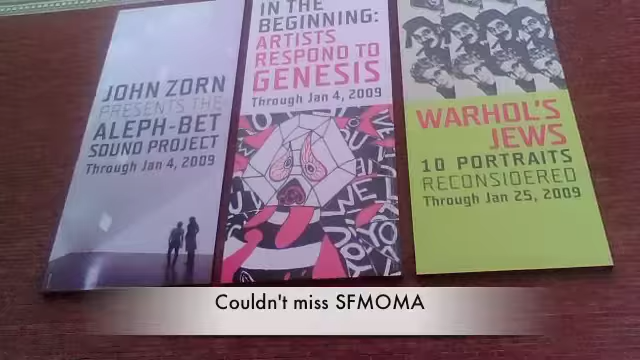 JOHN ZORN
PRESENTS THE
ALEPH-BET
SOUND PROJECT
Through Jan 4, 2009
IN THE
BEGINNING:
ARTISTS
RESPOND TO
GENESIS
Through Jan 4, 2009
WARHOL'S
JEWS
10 PORTRAITS
RECONSIDERED
Through Jan 25, 2009
Couldn't miss SFMOMA